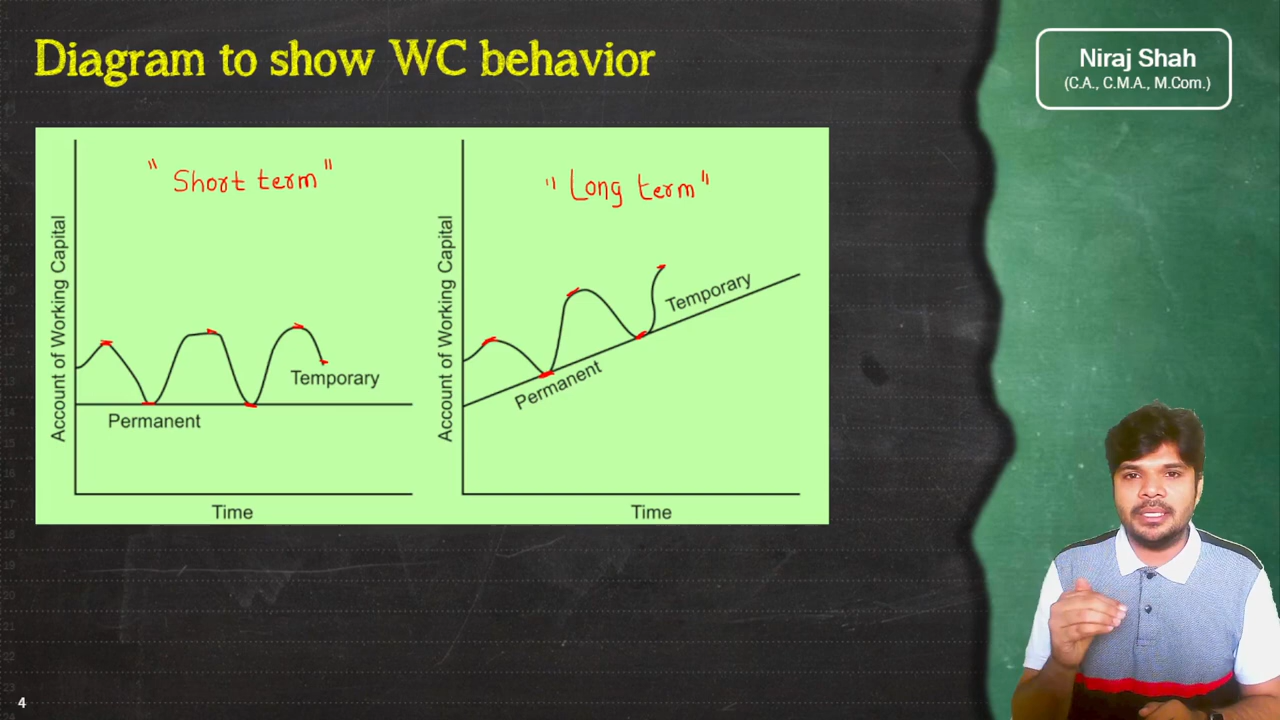 Diagram to show WC behavior
Niraj Shah
(C.A., C.M.A., M.Com.)
"Short term"
Account of Working Capital
Temporary
Permanent
Time
"Long term"
Account of Working Capital
Temporary
Permanent
Time
4